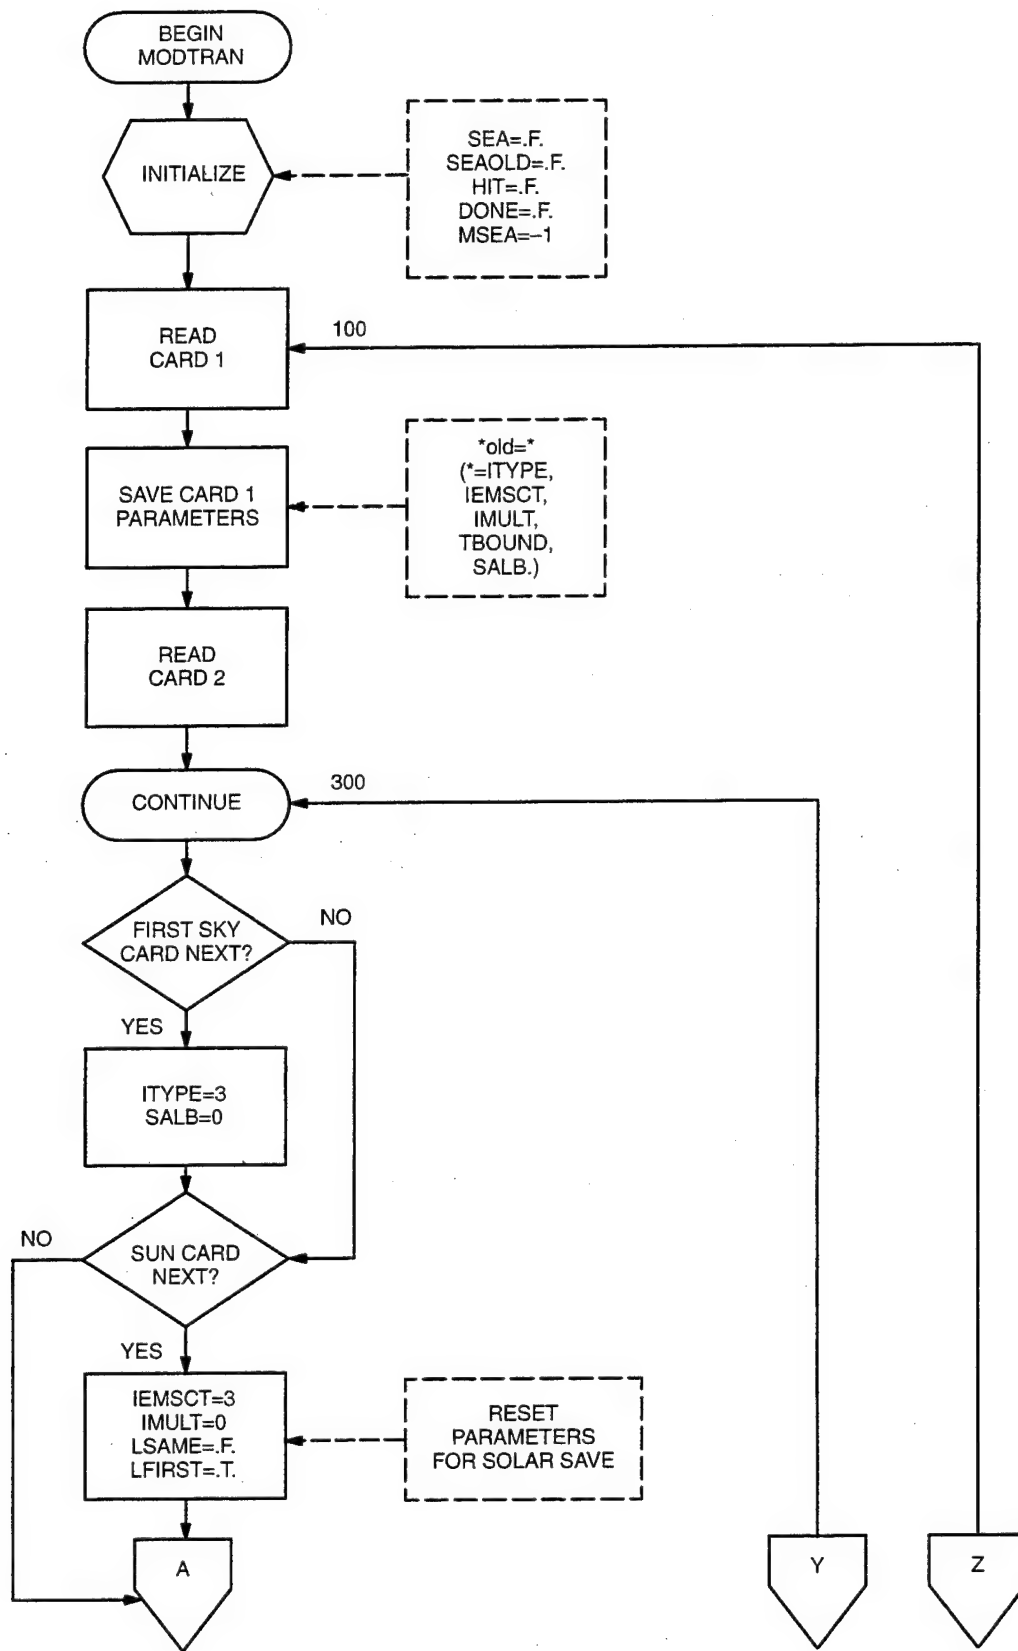 BEGIN
MODTRAN
INITIALIZE
SEA=.F.
SEAOLD=.F.
HIT=.F.
DONE=.F.
MSEA=–1
READ
CARD 1
100
SAVE CARD 1
PARAMETERS
*old=*
(*=ITYPE,
IEMSCT,
IMULT,
TBOUND,
SALB.)
READ
CARD 2
CONTINUE
300
FIRST SKY
CARD NEXT?
NO
YES
ITYPE=3
SALB=0
NO
SUN CARD
NEXT?
YES
IEMSCT=3
IMULT=0
LSAME=.F.
LFIRST=.T.
RESET
PARAMETERS
FOR SOLAR SAVE
A
Y
Z